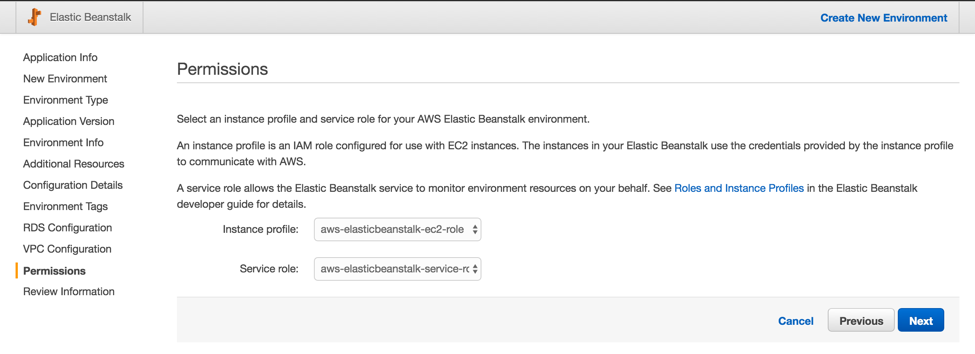 Elastic Beanstalk
Create New Environment
Application Info
New Environment
Environment Type
Application Version
Environment Info
Additional Resources
Configuration Details
Environment Tags
RDS Configuration
VPC Configuration
Permissions
Review Information
Permissions
Select an instance profile and service role for your AWS Elastic Beanstalk environment.
An instance profile is an IAM role configured for use with EC2 instances. The instances in your Elastic Beanstalk use the credentials provided by the instance profile
to communicate with AWS.
A service role allows the Elastic Beanstalk service to monitor environment resources on your behalf. See Roles and Instance Profiles in the Elastic Beanstalk
developer guide for details.
Instance profile: aws-elasticbeanstalk-ec2-role
Service role: aws-elasticbeanstalk-service-ro
Cancel Previous Next